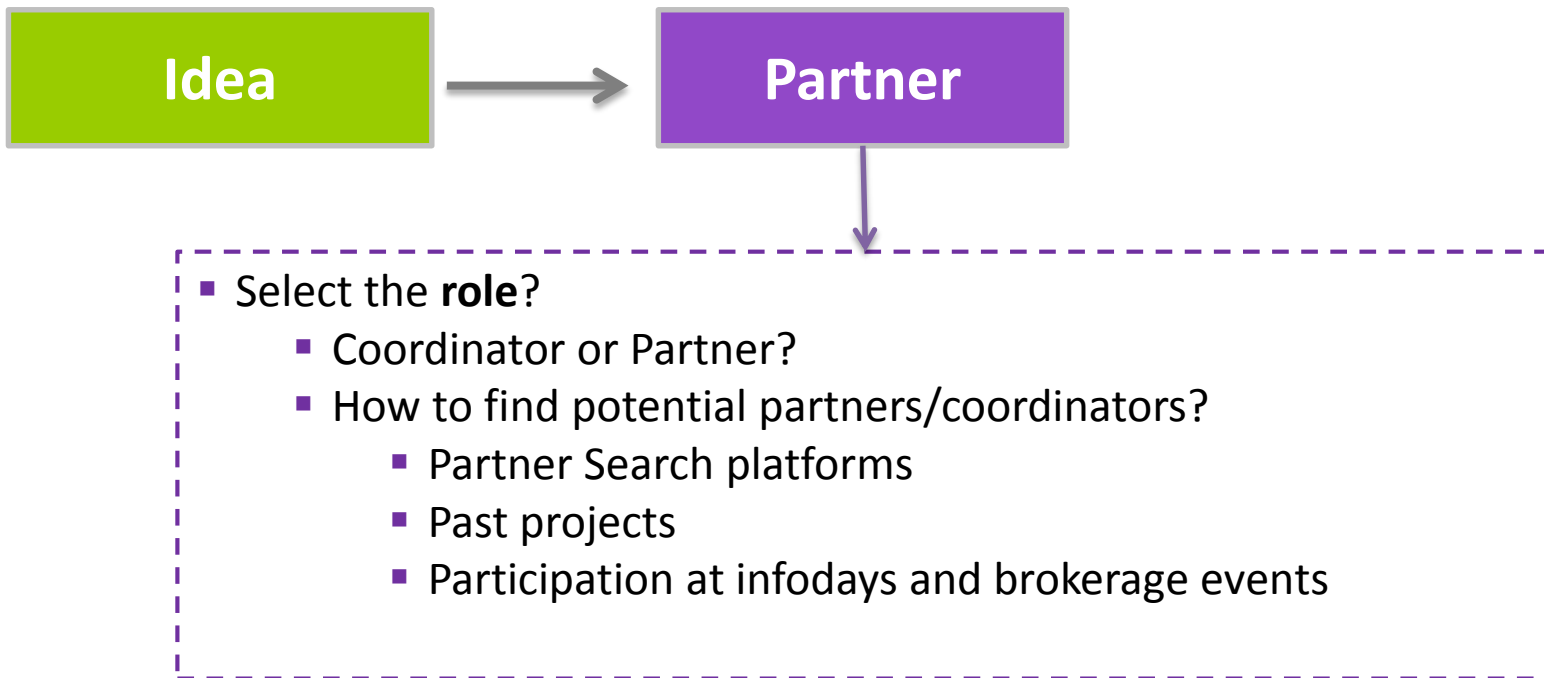 Idea
Partner
Select the role?
Coordinator or Partner?
How to find potential partners/coordinators?
Partner Search platforms
Past projects
Participation at infodays and brokerage events